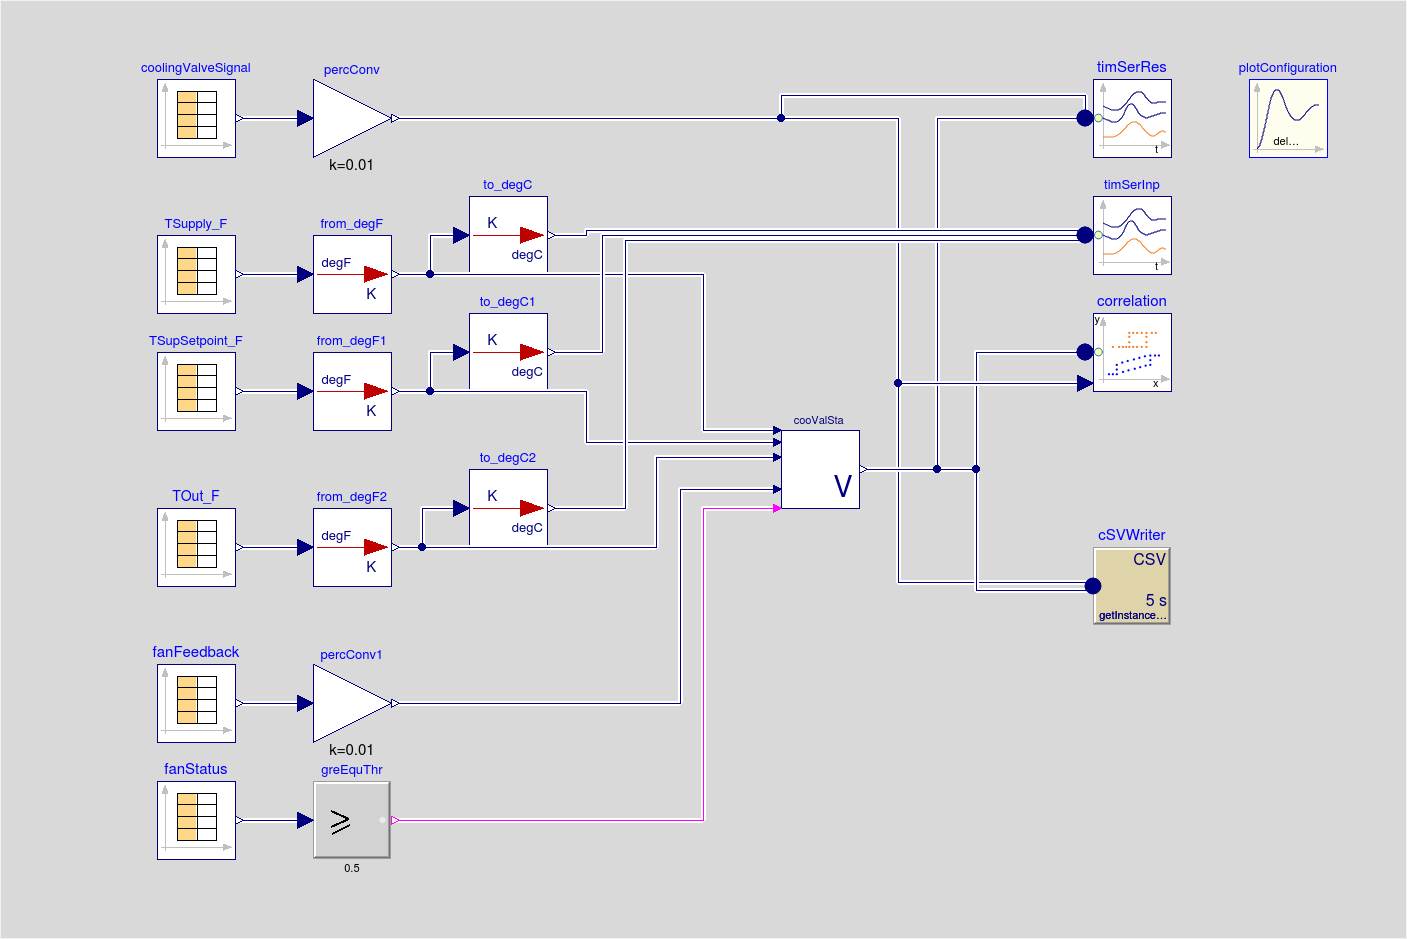 coolingValveSignal
percConv
k=0.01
timSerRes
t
plotConfiguration
del...
TSupply_F
from_degF
degF
K
to_degC
K
degC
timSerInp
t
TSupSetpoint_F
from_degF1
degF
K
to_degC1
K
degC
correlation
y
x
cooValSta
V
TOut_F
from_degF2
degF
K
to_degC2
K
degC
cSVWriter
CSV
5 s
getInstance...
fanFeedback
percConv1
k=0.01
fanStatus
greEquThr
≥
0.5